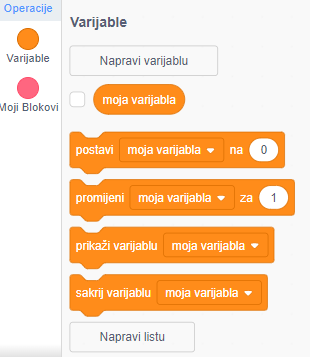 Operacije
Varijable
Moji Blokovi
Varijable
Napravi varijablu
moja varijabla
postavi moja varijabla na 0
promijeni moja varijabla za 1
prikaži varijablu moja varijabla
sakrij varijablu moja varijabla
Napravi listu